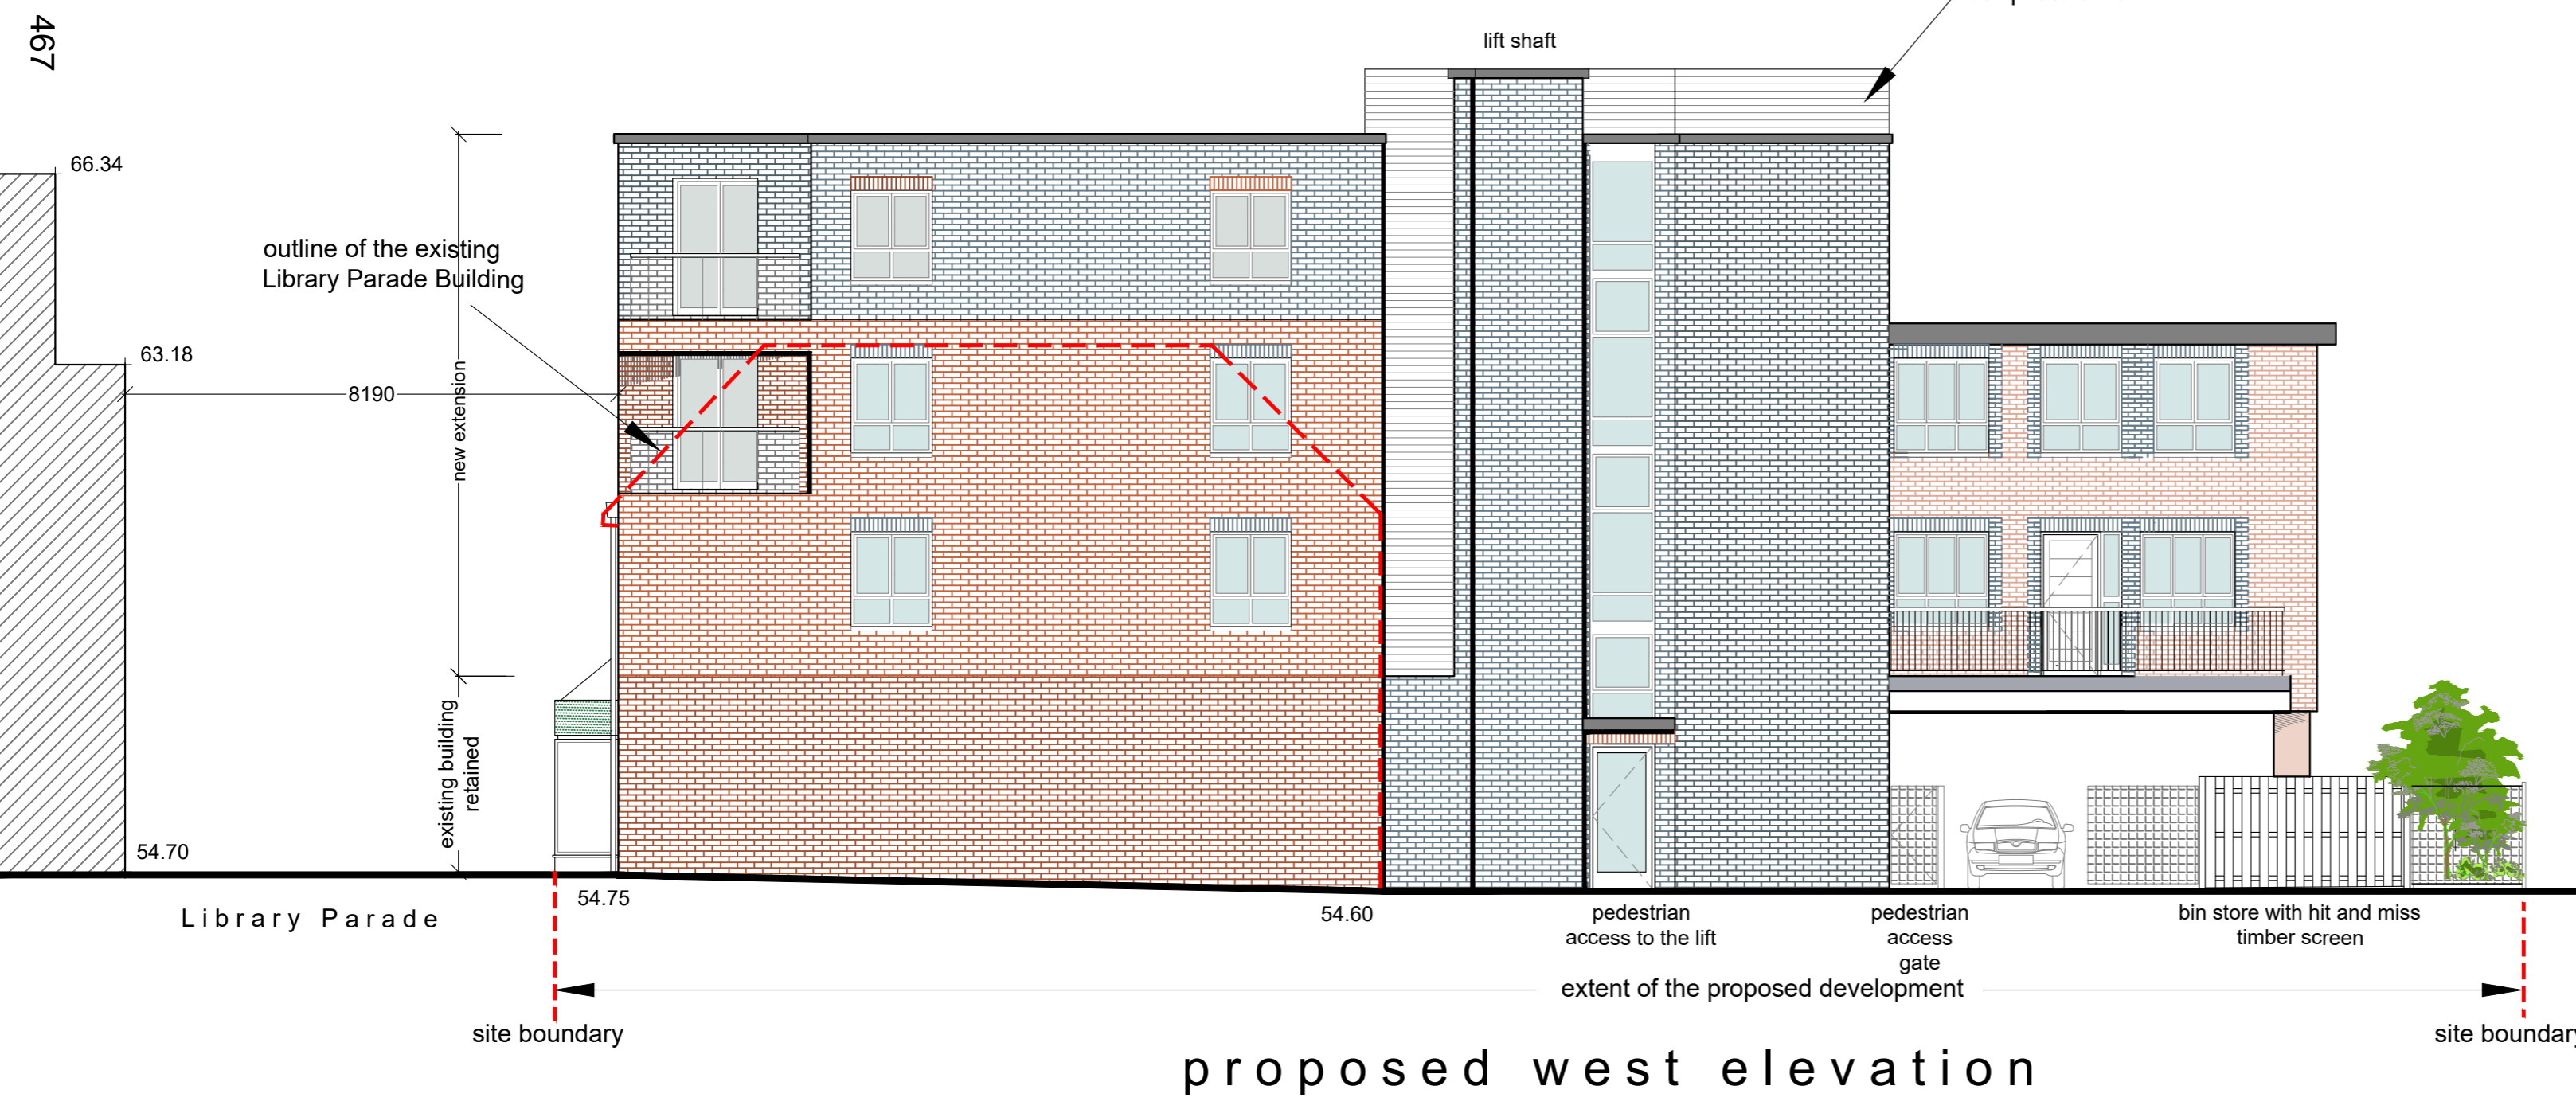 467
lift shaft
66.34
outline of the existing
Library Parade Building
63.18
8190
new extension
existing building
retained
54.70
54.75
54.60
Library Parade
pedestrian
access to the lift
pedestrian
access
gate
bin store with hit and miss
timber screen
extent of the proposed development
site boundary
site boundary
proposed west elevation